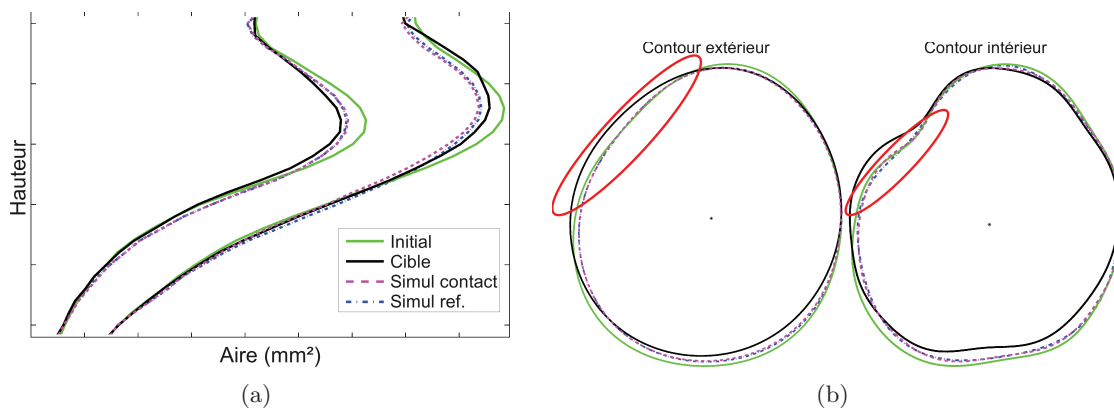 Hauteur
Initial
Cible
Simul contact
Simul ref.
Aire (mm²)
(a)
Contour extérieur
Contour intérieur
(b)